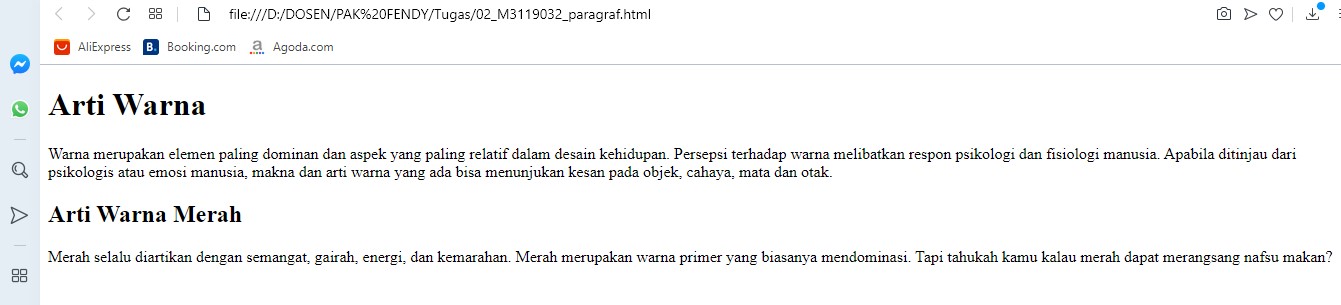 file:///D:/DOSEN/PAK%20FENDY/Tugas/02_M3119032_paragraf.html
AliExpress B. Booking.com a Agoda.com
Arti Warna
Warna merupakan elemen paling dominan dan aspek yang paling relatif dalam desain kehidupan. Persepsi terhadap warna melibatkan respon psikologi dan fisiologi manusia. Apabila ditinjau dari
psikologis atau emosi manusia, makna dan arti warna yang ada bisa menunjukan kesan pada objek, cahaya, mata dan otak.
Arti Warna Merah
Merah selalu diartikan dengan semangat, gairah, energi, dan kemarahan. Merah merupakan warna primer yang biasanya mendominasi. Tapi tahukah kamu kalau merah dapat merangsang nafsu makan?